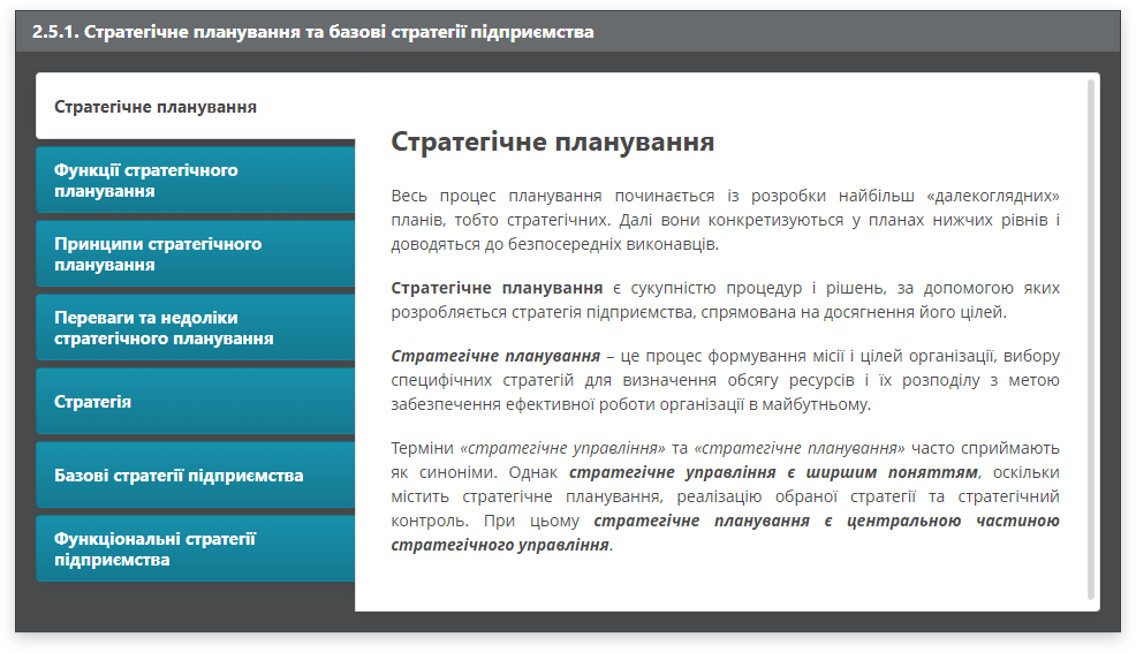 2.5.1. Стратегічне планування та базові стратегії підприємства
Стратегічне планування
Функції стратегічного
планування
Принципи стратегічного
планування
Переваги та недоліки
стратегічного планування
Стратегія
Базові стратегії підприємства
Функціональні стратегії
підприємства
Стратегічне планування
Весь процес планування починається із розробки найбільш «далекоглядних»
планів, тобто стратегічних. Далі вони конкретизуються у планах нижчих рівнів і
доводяться до безпосередніх виконавців.
Стратегічне планування є сукупністю процедур і рішень, за допомогою яких
розробляється стратегія підприємства, спрямована на досягнення його цілей.
Стратегічне планування – це процес формування місії і цілей організації, вибору
специфічних стратегій для визначення обсягу ресурсів і їх розподілу з метою
забезпечення ефективної роботи організації в майбутньому.
Терміни «стратегічне управління» та «стратегічне планування» часто сприймають
як синоніми. Однак стратегічне управління є ширшим поняттям, оскільки
містить стратегічне планування, реалізацію обраної стратегії та стратегічний
контроль. При цьому стратегічне планування є центральною частиною
стратегічного управління.